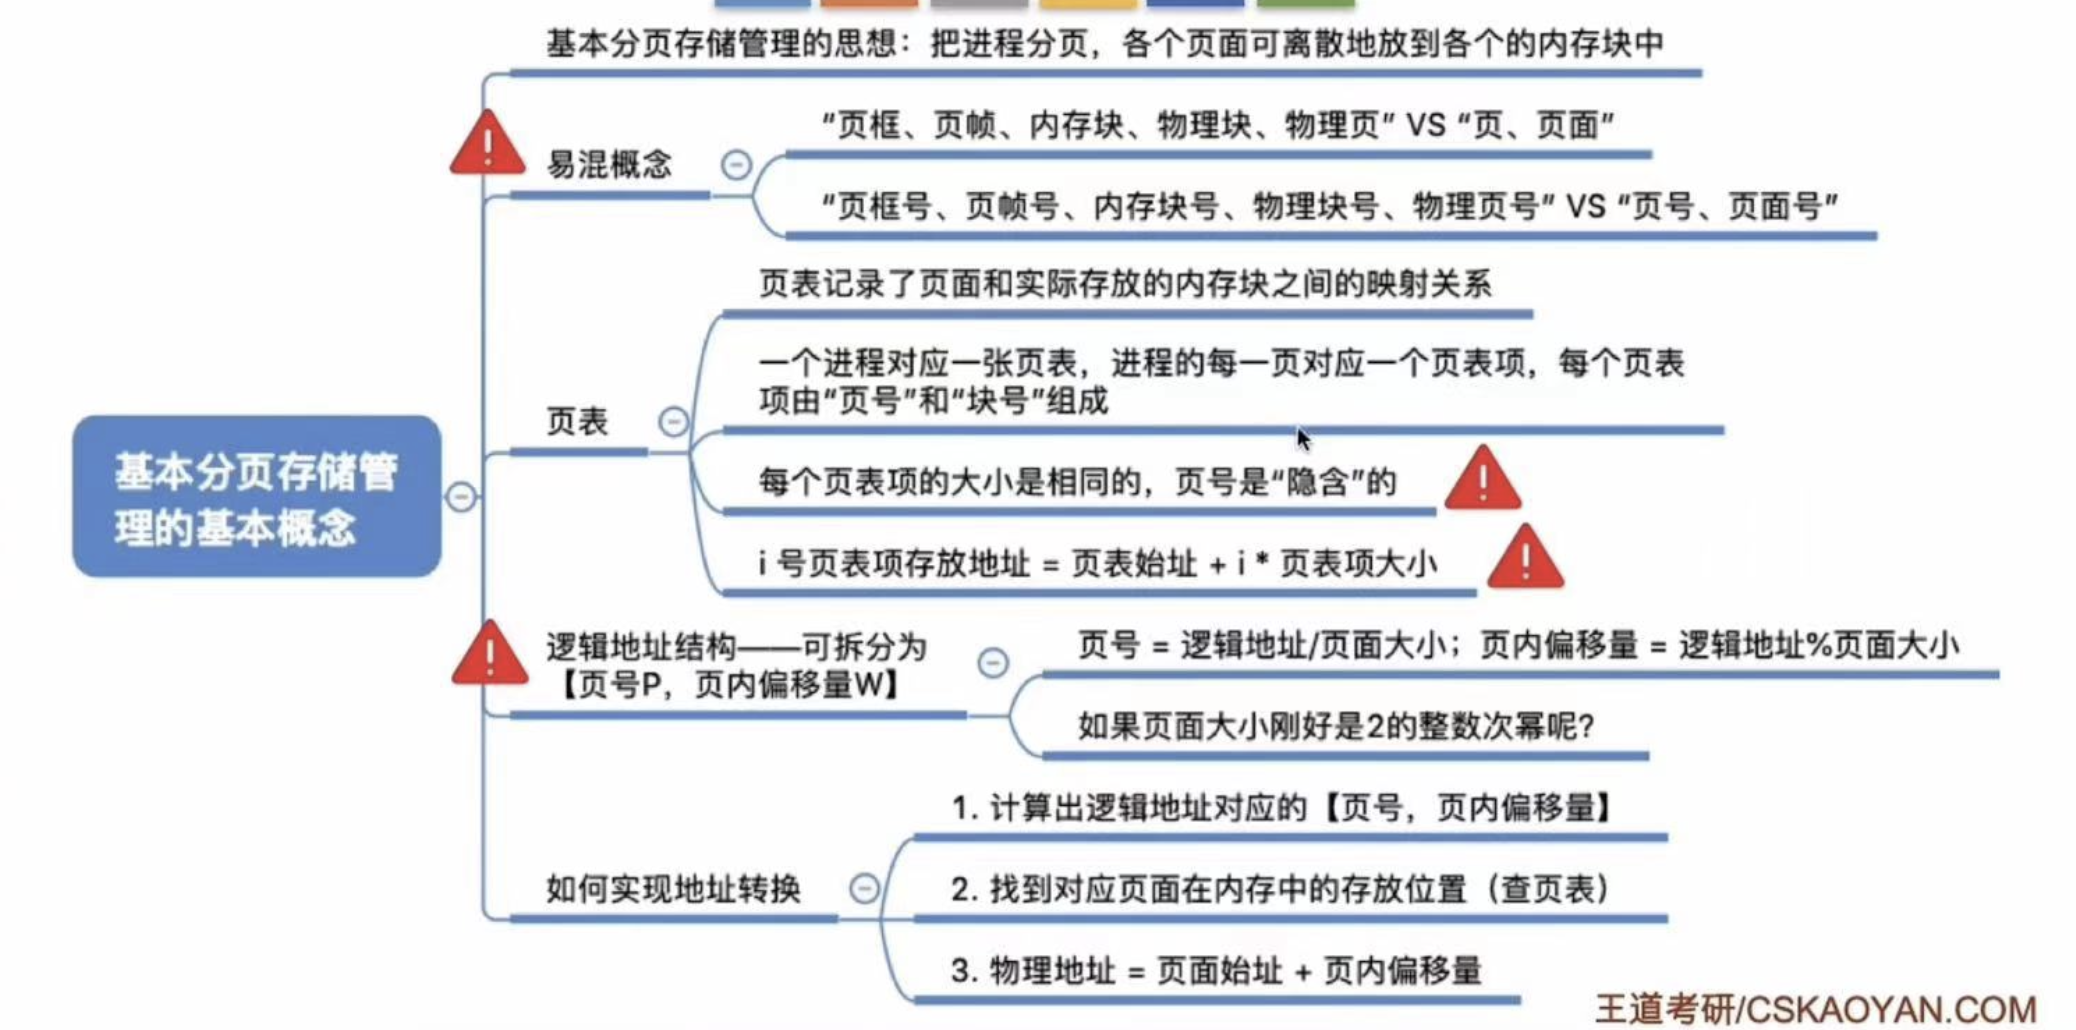 基本分页存储管理的思想：把进程分页，各个页面可离散地放到各个的内存块中
易混概念
“页框、页帧、内存块、物理块、物理页” VS “页、页面”
“页框号、页帧号、内存块号、物理块号、物理页号” VS “页号、页面号”
页表记录了页面和实际存放的内存块之间的映射关系
一个进程对应一张页表，进程的每一页对应一个页表项，每个页表
项由“页号”和“块号”组成
页表
每个页表项的大小是相同的，页号是“隐含”的
i 号页表项存放地址 = 页表始址 + i * 页表项大小
基本分页存储管
理的基本概念
逻辑地址结构——可拆分为
【页号P，页内偏移量W】
页号 = 逻辑地址/页面大小；页内偏移量 = 逻辑地址%页面大小
如果页面大小刚好是2的整数次幂呢？
如何实现地址转换
1. 计算出逻辑地址对应的【页号，页内偏移量】
2. 找到对应页面在内存中的存放位置（查页表）
3. 物理地址 = 页面始址 + 页内偏移量
王道考研/CSKAOYAN.COM